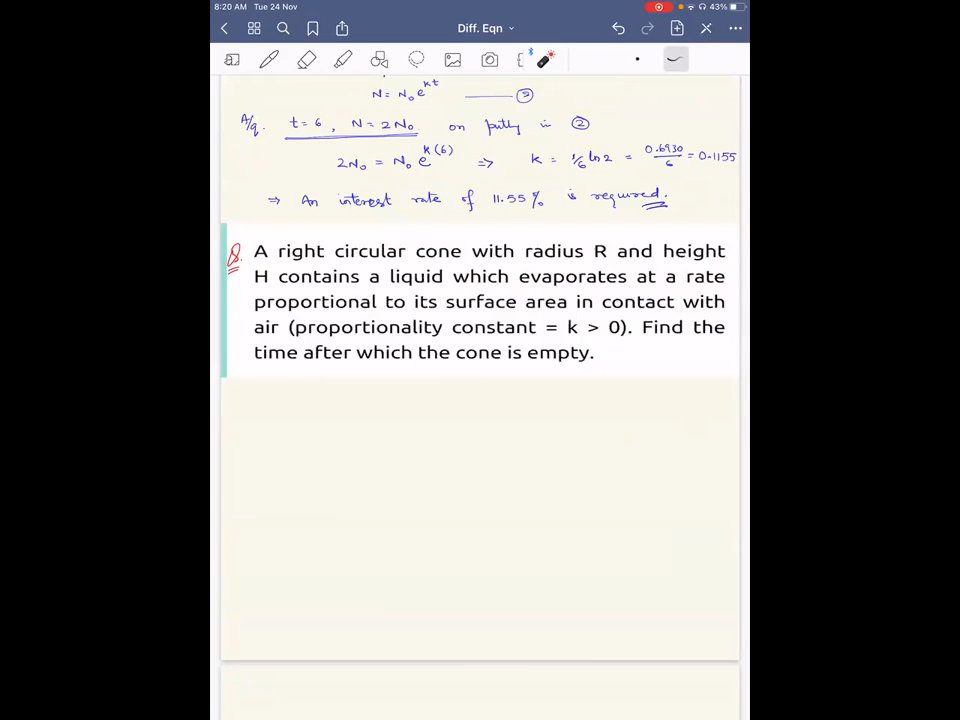 8:20 AM Tue 24 Nov 43%
Diff. Eqn
N = N₀e^kt ——— ②
A/q. t = 6 , N = 2N₀ on in ②
2N₀ = N₀ e^k(6) ⇒ k = 1/6 ln 2 = 0.6930/6 = 0.1155
⇒ An interest rate of 11.55% is required.
Q. A right circular cone with radius R and height
H contains a liquid which evaporates at a rate
proportional to its surface area in contact with
air (proportionality constant = k > 0). Find the
time after which the cone is empty.